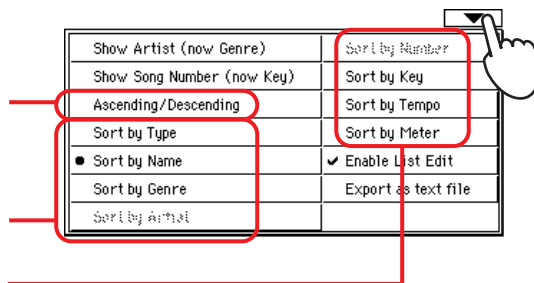 Show Artist (now Genre)
Show Song Number (now Key)
Ascending/Descending
Sort by Type
Sort by Name
Sort by Genre
Sort by Artist
Sort by Number
Sort by Key
Sort by Tempo
Sort by Meter
Enable List Edit
Export as text file